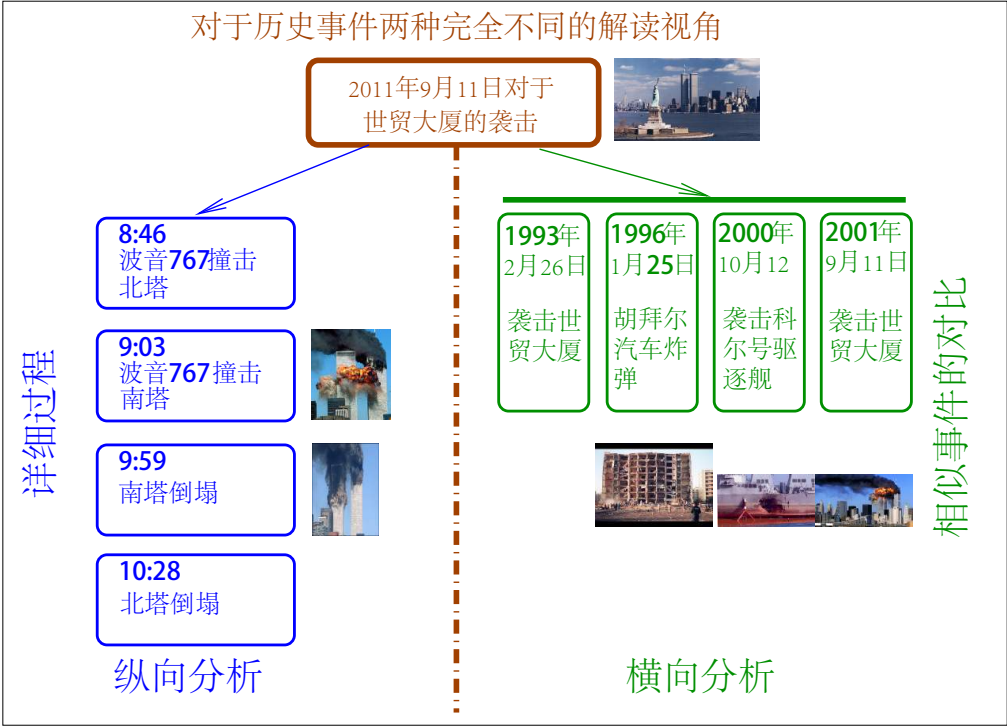 对于历史事件两种完全不同的解读视角
2011年9月11日对于
世贸大厦的袭击
8:46
波音767撞击
北塔
9:03
波音767撞击
南塔
9:59
南塔倒塌
10:28
北塔倒塌
详细过程
纵向分析
1993年
2月26日
袭击世
贸大厦
1996年
1月25日
胡拜尔
汽车炸
弹
2000年
10月12
袭击科
尔号驱
逐舰
2001年
9月11日
袭击世
贸大厦
相似事件的对比
横向分析